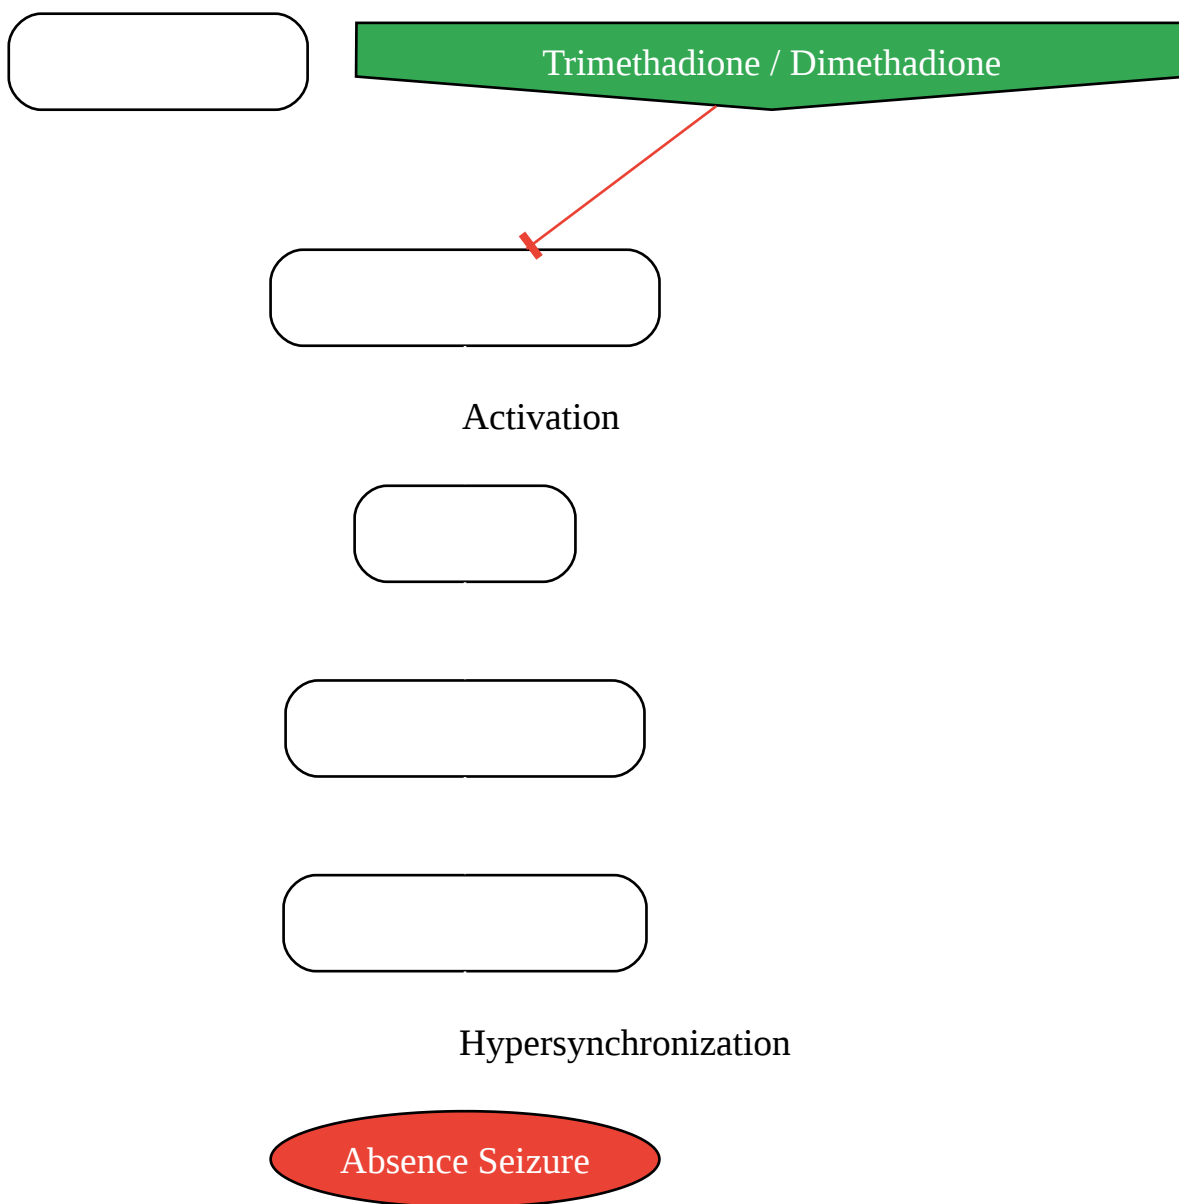 Trimethadione / Dimethadione
Activation
Hypersynchronization
Absence Seizure